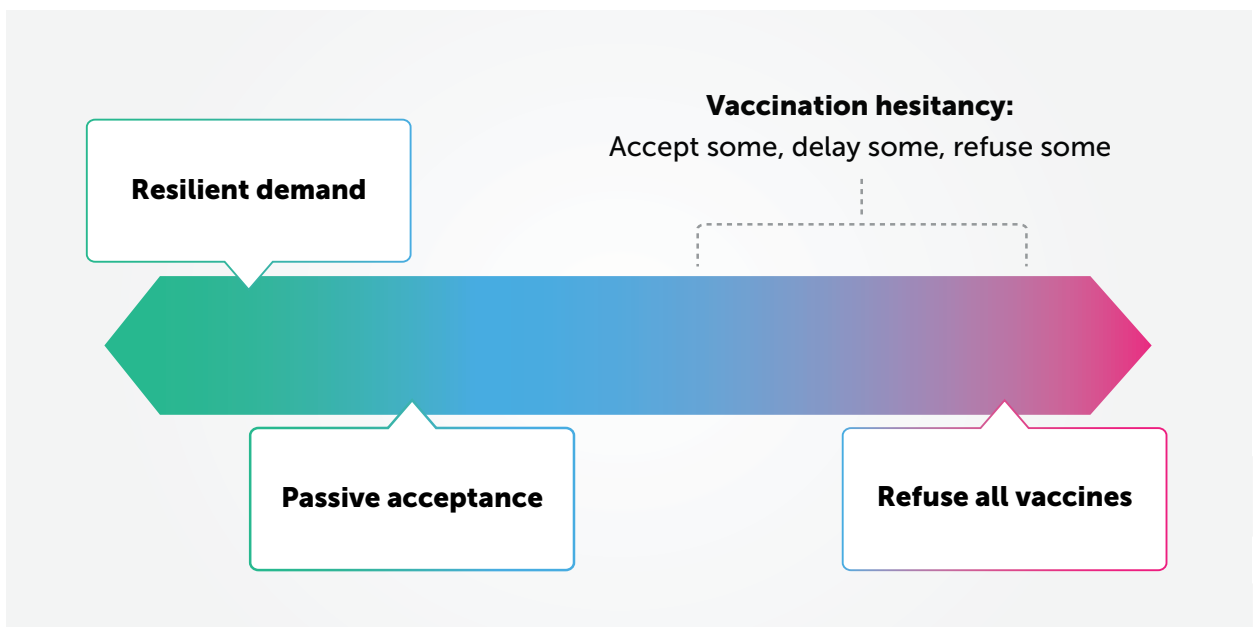 Vaccination hesitancy:
Accept some, delay some, refuse some
Resilient demand
Passive acceptance
Refuse all vaccines